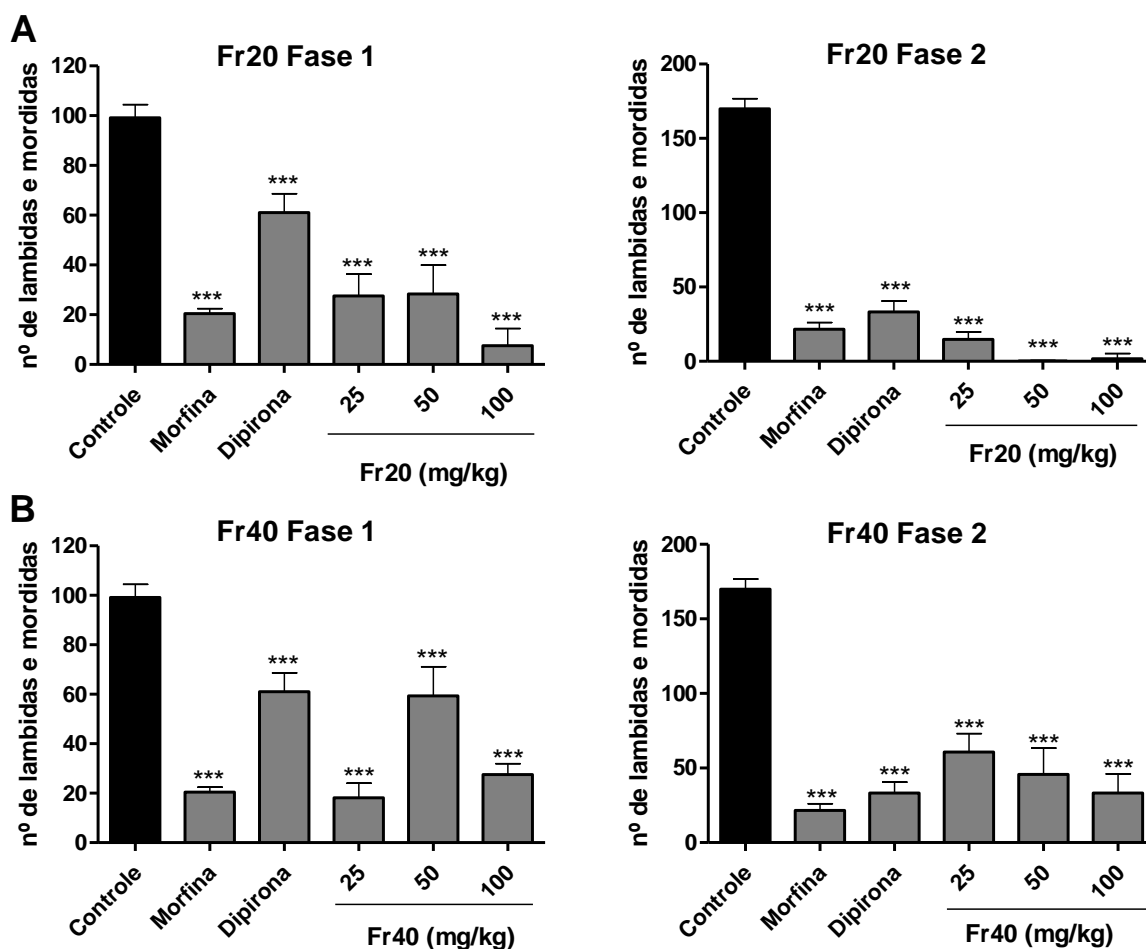 A
Fr20 Fase 1
nº de lambidas e mordidas
120
100
80
60
40
20
0
***
***
***
***
***
Controle
Morfina
Dipirona
25
50
100
Fr20 (mg/kg)
Fr20 Fase 2
nº de lambidas e mordidas
200
150
100
50
0
***
***
***
***
***
Controle
Morfina
Dipirona
25
50
100
Fr20 (mg/kg)
B
Fr40 Fase 1
nº de lambidas e mordidas
120
100
80
60
40
20
0
***
***
***
***
***
Controle
Morfina
Dipirona
25
50
100
Fr40 (mg/kg)
Fr40 Fase 2
nº de lambidas e mordidas
200
150
100
50
0
***
***
***
***
***
Controle
Morfina
Dipirona
25
50
100
Fr40 (mg/kg)